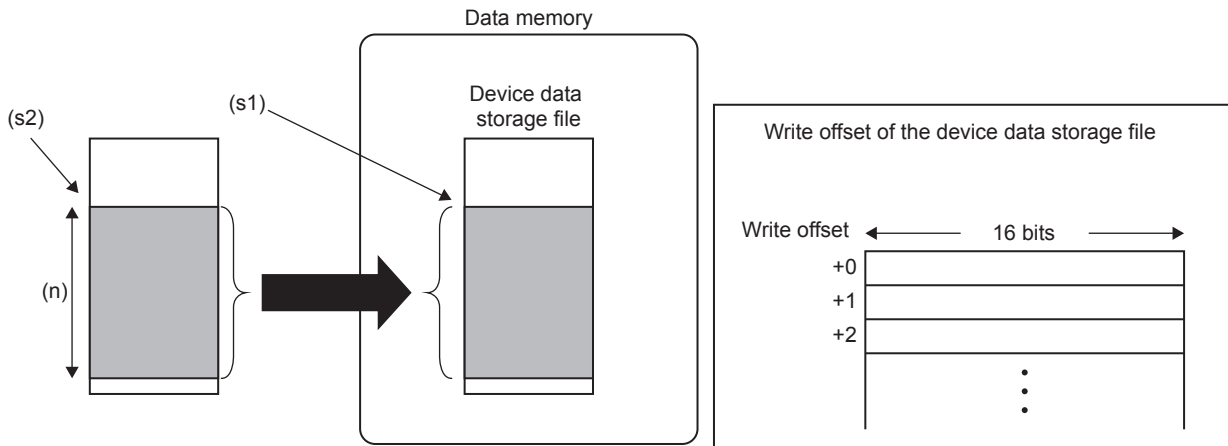 Data memory
(s2)
(s1)
Device data
storage file
(n)
Write offset of the device data storage file
Write offset
16 bits
+0
+1
+2